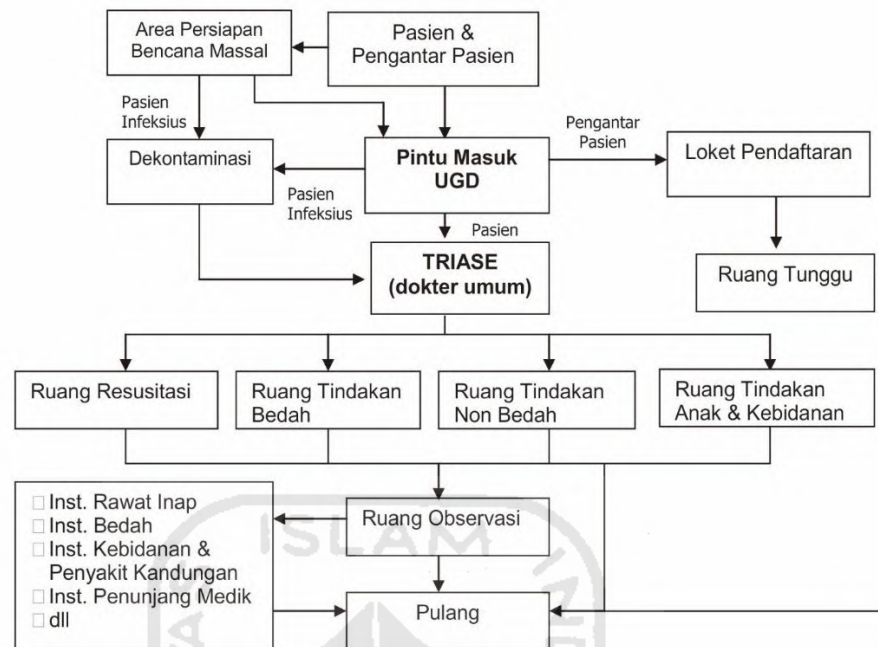 Area Persiapan
Bencana Massal
Pasien &
Pengantar Pasien
Pasien
Infeksius
Pengantar
Pasien
Dekontaminasi
Pintu Masuk
UGD
Loket Pendaftaran
Pasien
Infeksius
Pasien
TRIASE
(dokter umum)
Ruang Tunggu
Ruang Resusitasi
Ruang Tindakan
Bedah
Ruang Tindakan
Non Bedah
Ruang Tindakan
Anak & Kebidanan
Inst. Rawat Inap
Inst. Bedah
Inst. Kebidanan &
Penyakit Kandungan
Inst. Penunjang Medik
dll
Ruang Observasi
Pulang
ISLAM